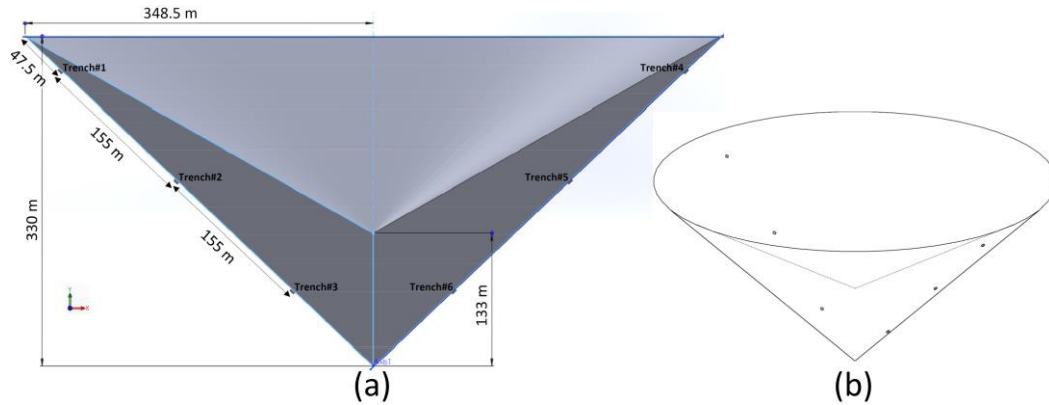 348.5 m
47.5 m
Trench#1
Trench#4
155 m
Trench#2
Trench#5
330 m
155 m
Trench#3
Trench#6
133 m
Y
X
(a)
(b)